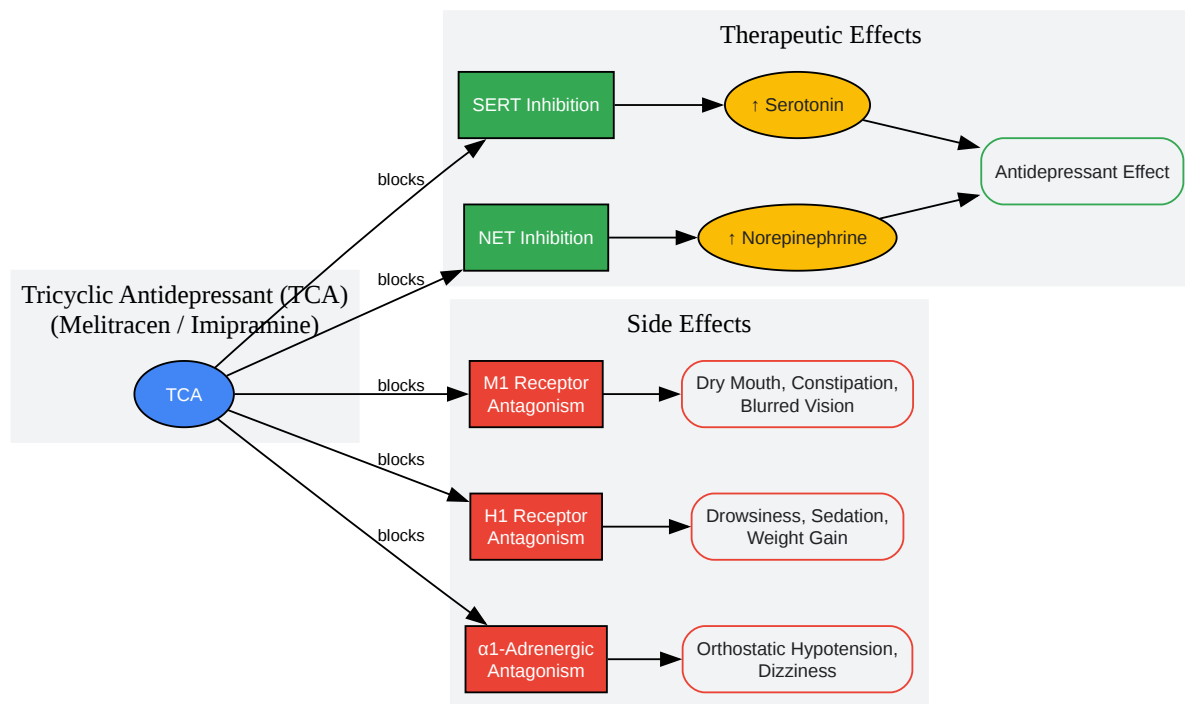 Therapeutic Effects
SERT Inhibition
↑ Serotonin
Antidepressant Effect
blocks
NET Inhibition
↑ Norepinephrine
blocks
Tricyclic Antidepressant (TCA)
(Melitracen / Imipramine)
TCA
Side Effects
blocks
M1 Receptor
Antagonism
Dry Mouth, Constipation,
Blurred Vision
blocks
H1 Receptor
Antagonism
Drowsiness, Sedation,
Weight Gain
blocks
α1-Adrenergic
Antagonism
Orthostatic Hypotension,
Dizziness